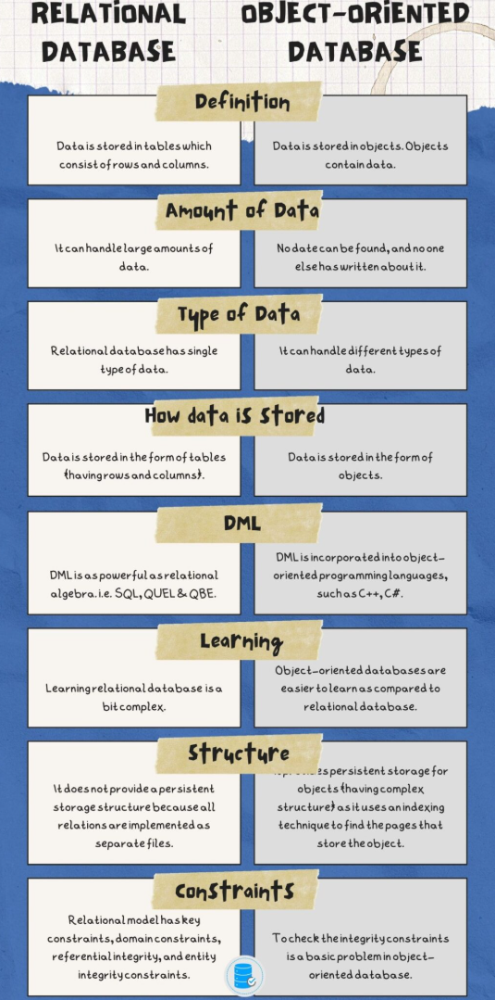 RELATIONAL
DATABASE
OBJECT-ORIENTED
DATABASE
Definition
Data is stored in tables which
consist of rows and columns.
Data is stored in objects. Objects
contain data.
Amount of Data
It can handle large amounts of
data.
No date can be found, and no one
else has written about it.
Type of Data
Relational database has single
type of data.
It can handle different types of
data.
How data is stored
Data is stored in the form of tables
(having rows and columns).
Data is stored in the form of
objects.
DML
DML is as powerful as relational
algebra. i.e. SQL, QUEL & QBE.
DML is incorporated into object-
oriented programming languages,
such as C++, C#.
Learning
Learning relational database is a
bit complex.
Object-oriented databases are
easier to learn as compared to
relational database.
Structure
It does not provide a persistent
storage structure because all
relations are implemented as
separate files.
persistent storage for
objects (having complex
structure) as it uses an indexing
technique to find the pages that
store the object.
Constraints
Relational model has key
constraints, domain constraints,
referential integrity, and entity
integrity constraints.
To check the integrity constraints
is a basic problem in object-
oriented database.